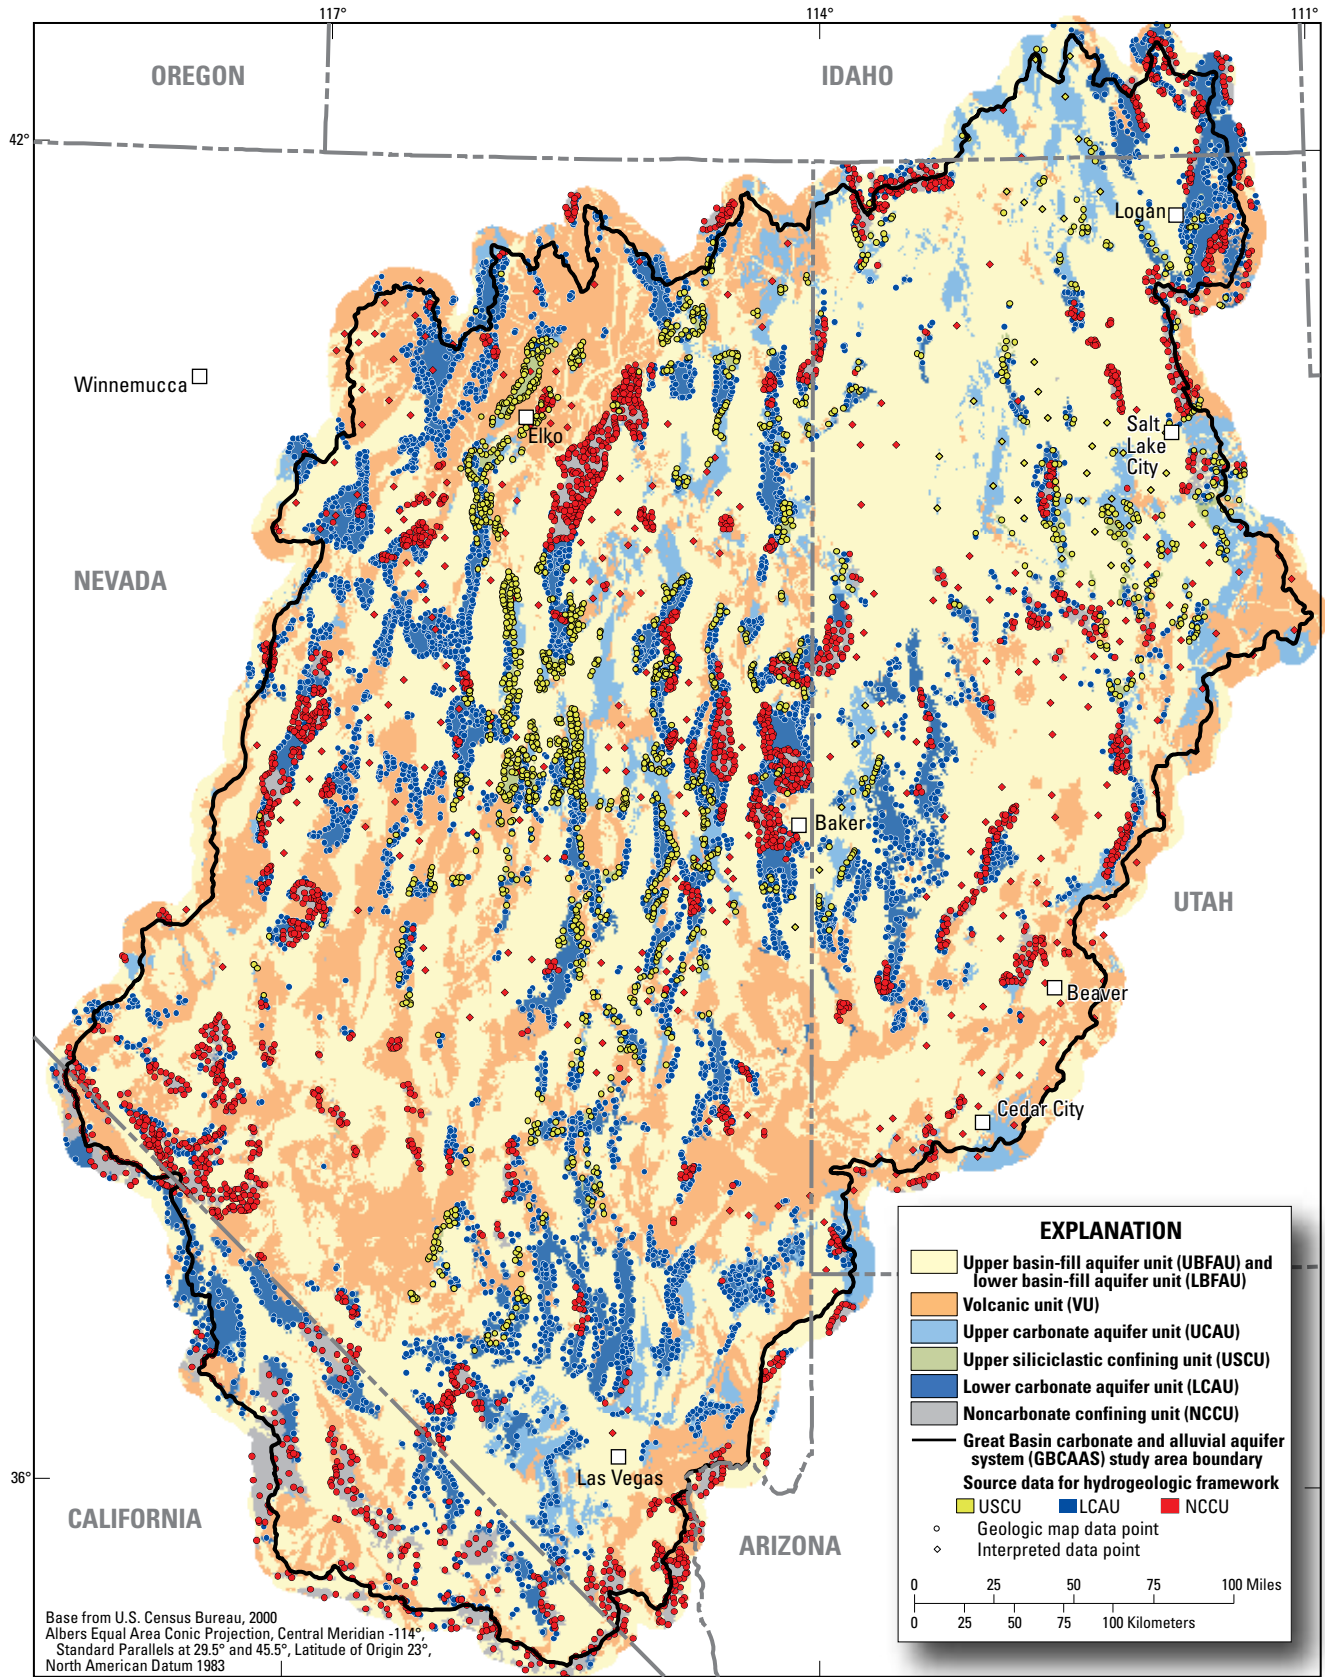 117°
114°
111°
OREGON
IDAHO
42°
Logan
Winnemucca
Elko
Salt
Lake
City
NEVADA
Baker
UTAH
Beaver
Cedar City
EXPLANATION
Upper basin-fill aquifer unit (UBFAU) and
lower basin-fill aquifer unit (LBFAU)
Volcanic unit (VU)
Upper carbonate aquifer unit (UCAU)
Upper siliciclastic confining unit (USCU)
Lower carbonate aquifer unit (LCAU)
Noncarbonate confining unit (NCCU)
Great Basin carbonate and alluvial aquifer
system (GBCAAS) study area boundary
Source data for hydrogeologic framework
USCU LCAU NCCU
Geologic map data point
Interpreted data point
0 25 50 75 100 Miles
0 25 50 75 100 Kilometers
Las Vegas
36°
CALIFORNIA
ARIZONA
Base from U.S. Census Bureau, 2000
Albers Equal Area Conic Projection, Central Meridian -114°,
Standard Parallels at 29.5° and 45.5°, Latitude of Origin 23°,
North American Datum 1983